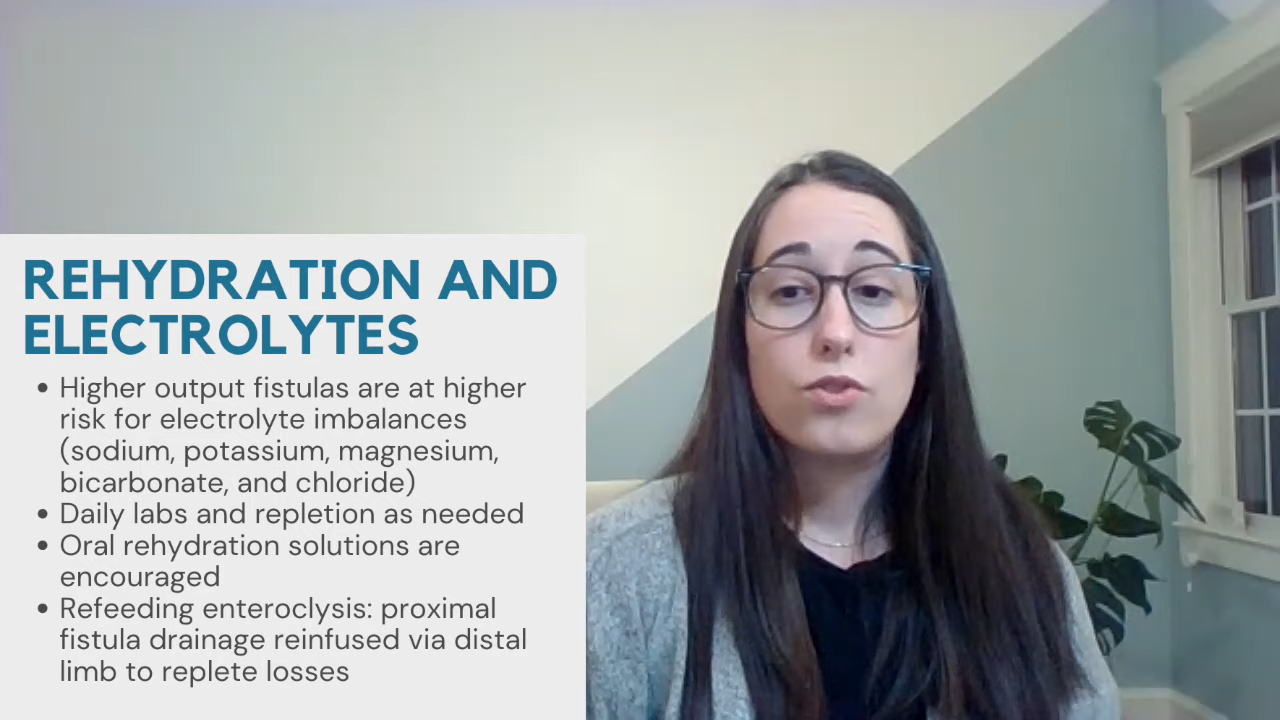 REHYDRATION AND
ELECTROLYTES
• Higher output fistulas are at higher
risk for electrolyte imbalances
(sodium, potassium, magnesium,
bicarbonate, and chloride)
• Daily labs and repletion as needed
• Oral rehydration solutions are
encouraged
• Refeeding enteroclysis: proximal
fistula drainage reinfused via distal
limb to replete losses